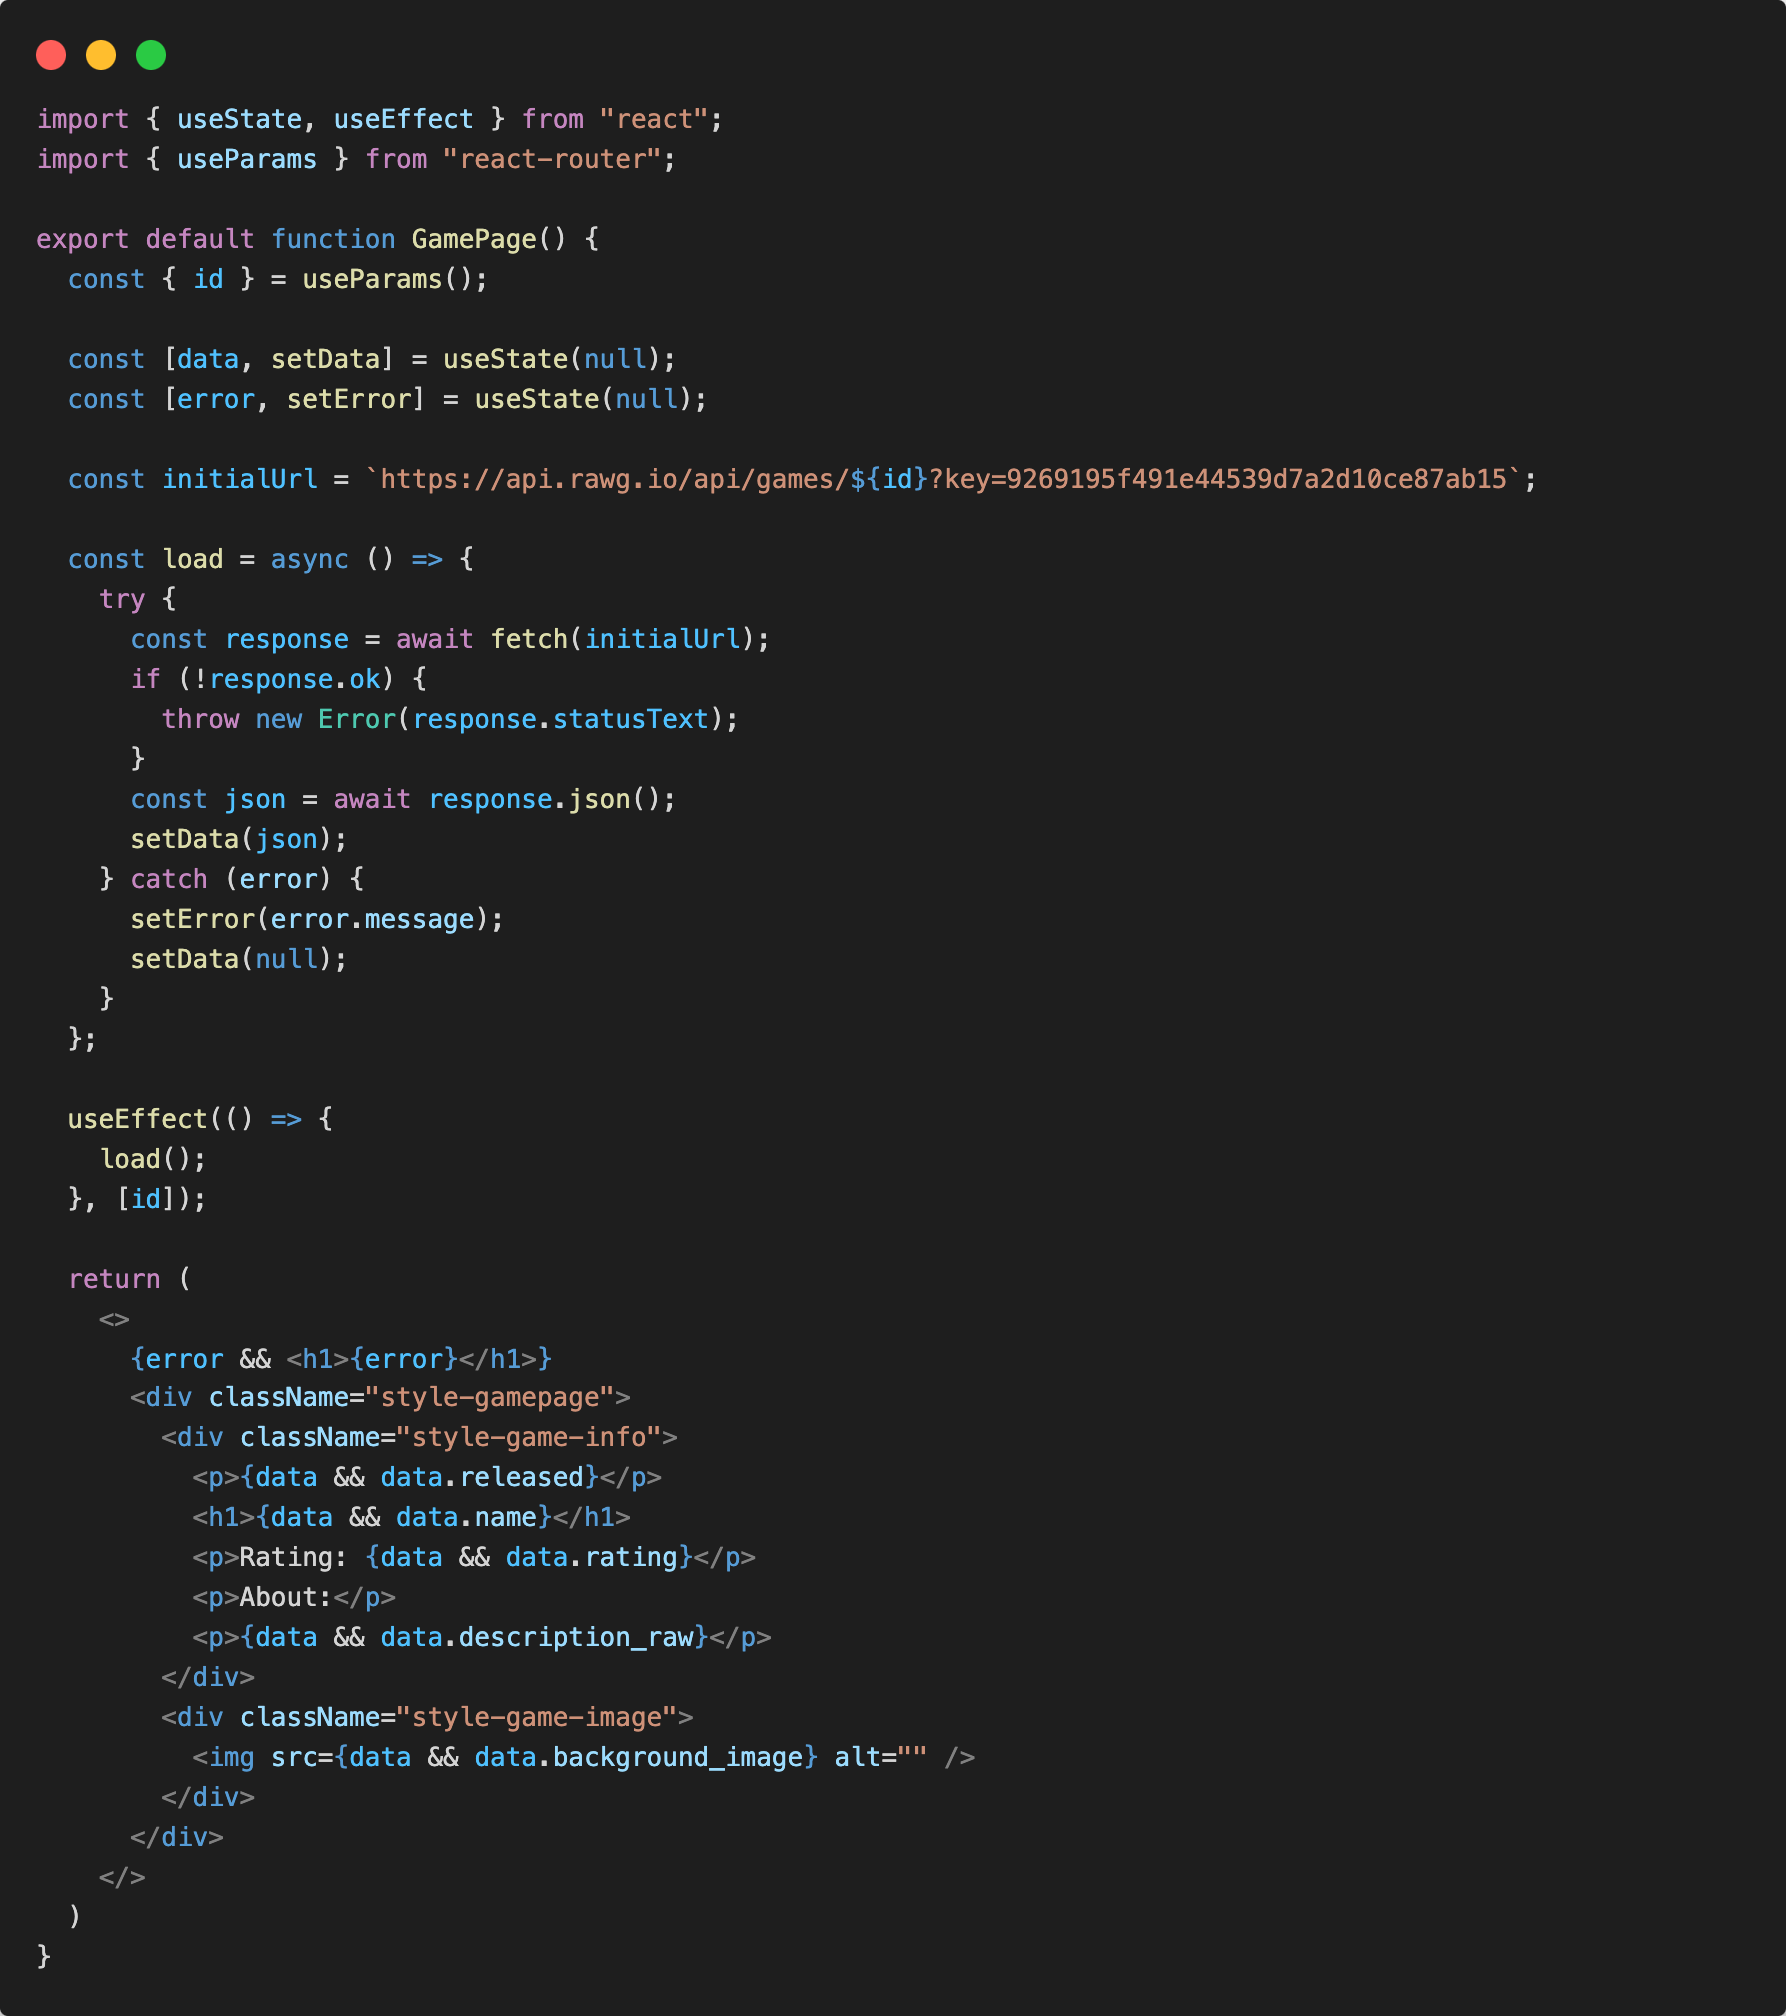 import { useState, useEffect } from "react";
import { useParams } from "react-router";

export default function GamePage() {
  const { id } = useParams();

  const [data, setData] = useState(null);
  const [error, setError] = useState(null);

  const initialUrl = `https://api.rawg.io/api/games/${id}?key=9269195f491e44539d7a2d10ce87ab15`;

  const load = async () => {
    try {
      const response = await fetch(initialUrl);
      if (!response.ok) {
        throw new Error(response.statusText);
      }
      const json = await response.json();
      setData(json);
    } catch (error) {
      setError(error.message);
      setData(null);
    }
  };

  useEffect(() => {
    load();
  }, [id]);

  return (
    <>
      {error && <h1>{error}</h1>}
      <div className="style-gamepage">
        <div className="style-game-info">
          <p>{data && data.released}</p>
          <h1>{data && data.name}</h1>
          <p>Rating: {data && data.rating}</p>
          <p>About:</p>
          <p>{data && data.description_raw}</p>
        </div>
        <div className="style-game-image">
          <img src={data && data.background_image} alt="" />
        </div>
      </div>
    </>
  )
}